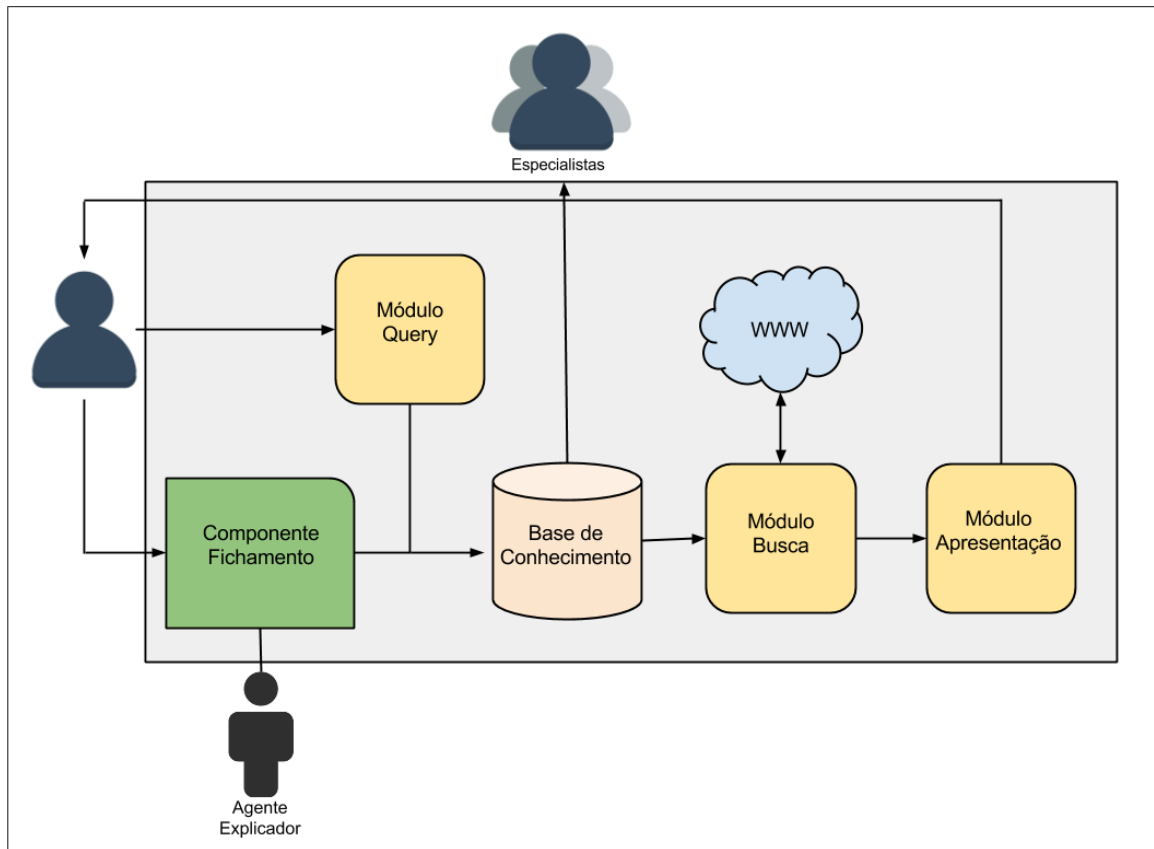 Especialistas
Módulo
Query
WWW
Componente
Fichamento
Base de
Conhecimento
Módulo
Busca
Módulo
Apresentação
Agente
Explicador